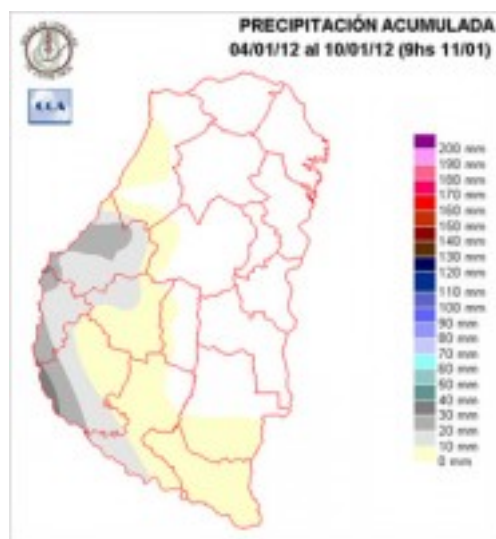 PRECIPITACIÓN ACUMULADA
04/01/12 al 10/01/12 (9hs 11/01)
200 mm
190 mm
180 mm
170 mm
160 mm
150 mm
140 mm
130 mm
120 mm
110 mm
100 mm
90 mm
80 mm
70 mm
60 mm
50 mm
40 mm
30 mm
20 mm
10 mm
0 mm